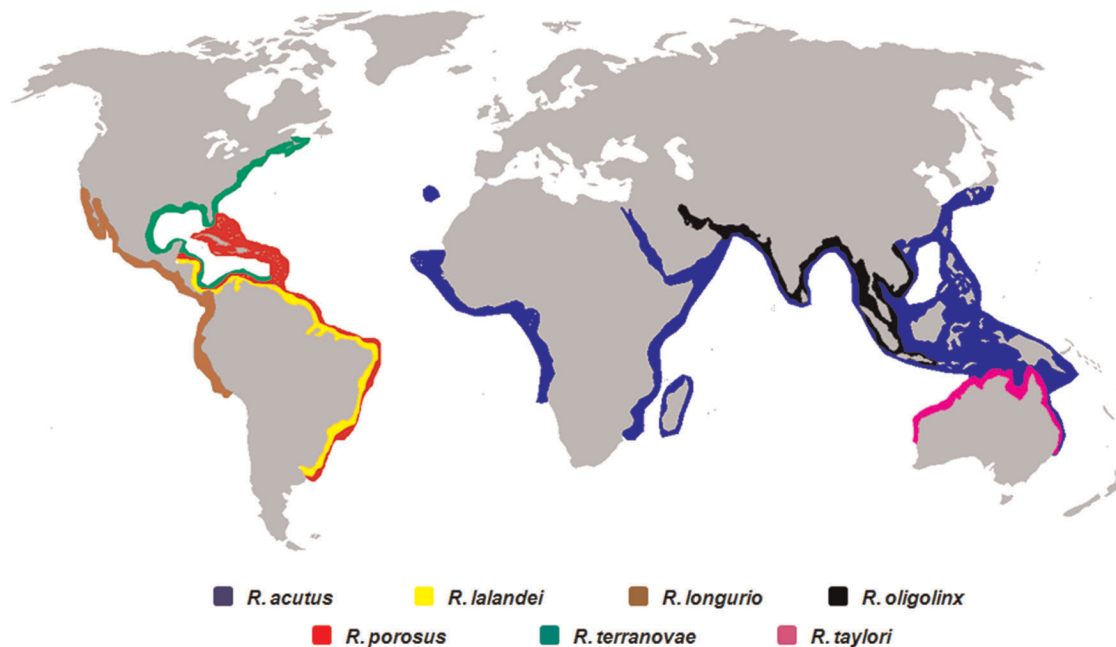 R. acutus R. lalandei R. longurio R. oligolinx
R. porosus R. terranovae R. taylori